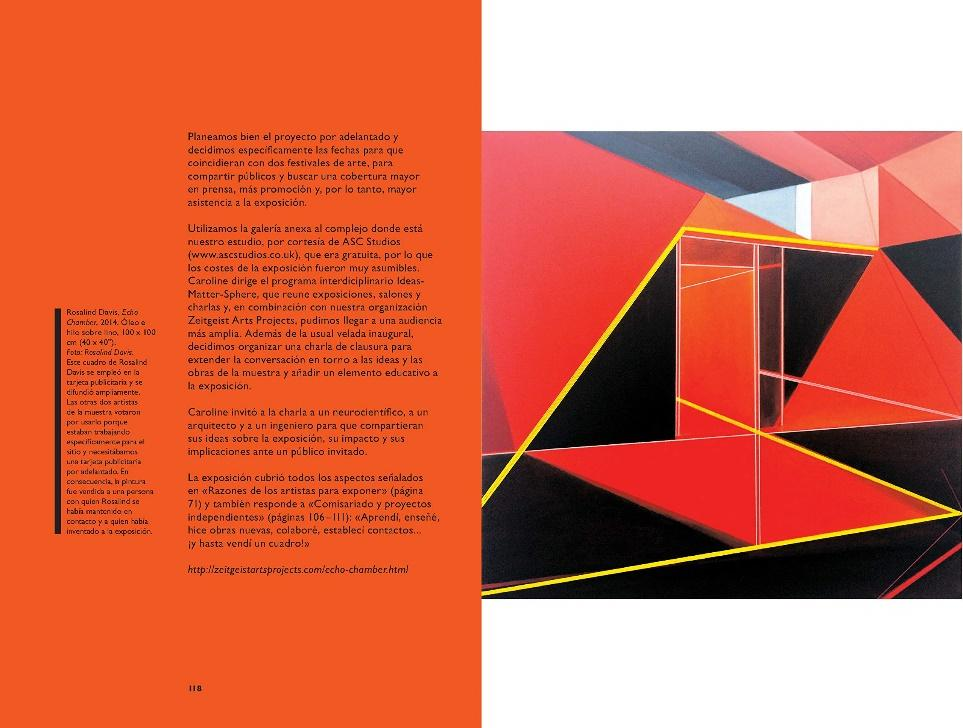 Planeamos bien el proyecto por adelantado y
decidimos específicamente las fechas para que
coincidieran con dos festivales de arte, para
compartir públicos y buscar una cobertura mayor
en prensa, más promoción y, por lo tanto, mayor
asistencia a la exposición.
Utilizamos la galería anexa al complejo donde está
nuestro estudio, por cortesía de ASC Studios
(www.ascstudios.co.uk), que era gratuita, por lo que
los costes de la exposición fueron muy asumibles.
Caroline dirige el programa interdiciplinario Ideas-
Matter-Sphere, que reune exposiciones, salones y
charlas y, en combinación con nuestra organización
Zeitgeist Arts Projects, pudimos llegar a una audiencia
más amplia. Además de la usual velada inaugural,
decidimos organizar una charla de clausura para
extender la conversación en torno a las ideas y las
obras de la muestra y añadir un elemento educativo a
la exposición.
Caroline invitó a la charla a un neurocientífico, a un
arquitecto y a un ingeniero para que compartieran
sus ideas sobre la exposición, su impacto y sus
implicaciones ante un público invitado.
La exposición cubrió todos los aspectos señalados
en «Razones de los artistas para exponer» (página
71) y también responde a «Comisariado y proyectos
independientes» (páginas 106–111): «Aprendí, enseñé,
hice obras nuevas, colaboré, establecí contactos...
¡y hasta vendí un cuadro!»
http://zeitgeistartsprojects.com/echo-chamber.html
Rosalind Davis, Echo
Chamber, 2014. Óleo e
hilo sobre lino, 100 x 100
cm (40 x 40").
Foto: Rosalind Davis.
Este cuadro de Rosalind
Davis se empleó en la
tarjeta publicitaria y se
difundió ampliamente.
Las otras dos artistas
de la muestra votaron
por usarlo porque
estaban trabajando
específicamente para el
sitio y necesitábamos
una tarjeta publicitaria
por adelantado. En
consecuencia, la pintura
fue vendida a una persona
con quien Rosalind se
había mantenido en
contacto y a quien había
inventado a la exposición.
118